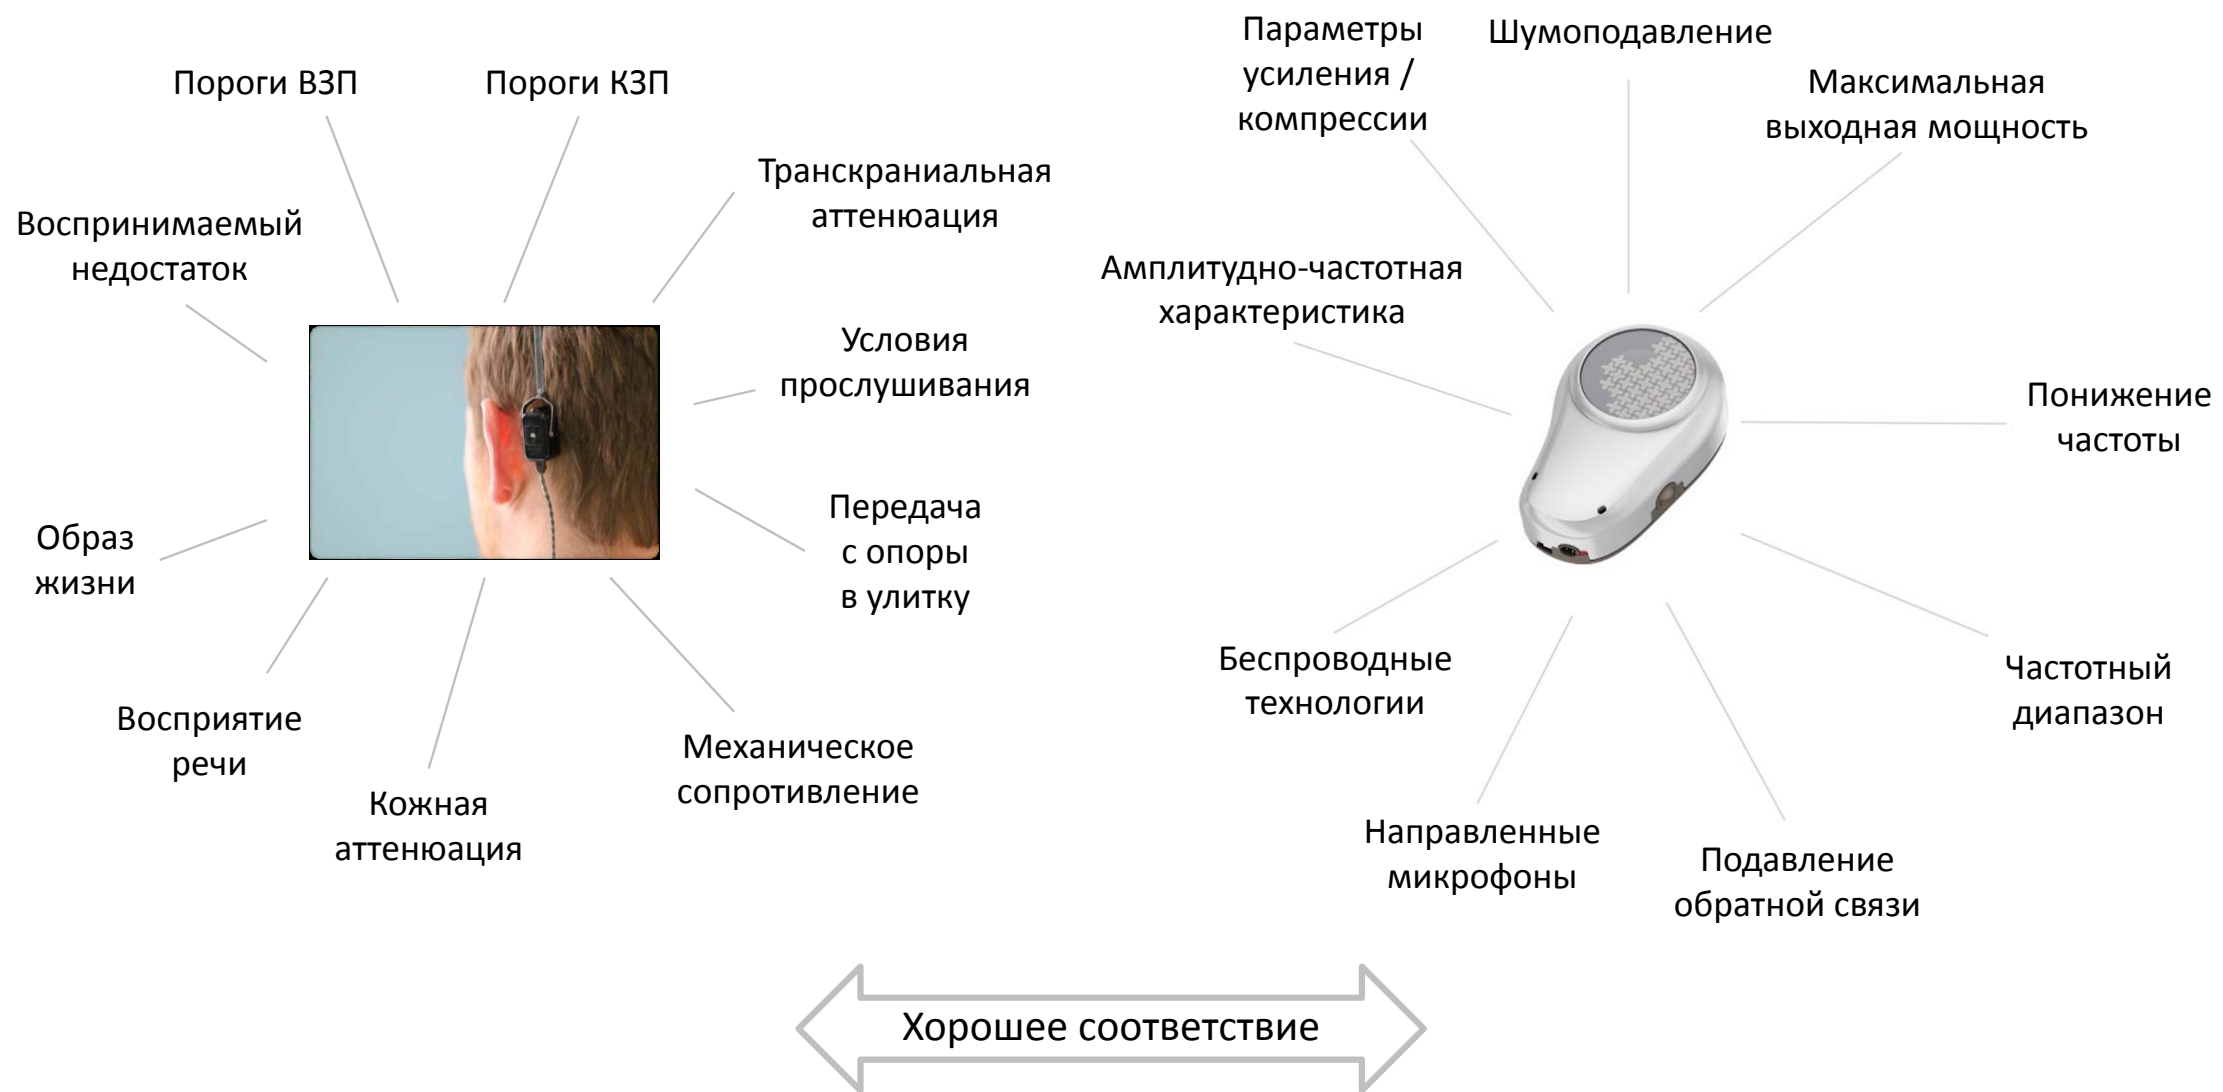 Пороги ВЗП
Пороги КЗП
Транскраниальная
аттенюация
Воспринимаемый
недостаток
Условия
прослушивания
Передача
с опоры
в улитку
Образ
жизни
Восприятие
речи
Кожная
аттенюация
Механическое
сопротивление
Параметры
усиления /
компрессии
Шумоподавление
Максимальная
выходная мощность
Амплитудно-частотная
характеристика
Понижение
частоты
Беспроводные
технологии
Частотный
диапазон
Направленные
микрофоны
Подавление
обратной связи
Хорошее соответствие